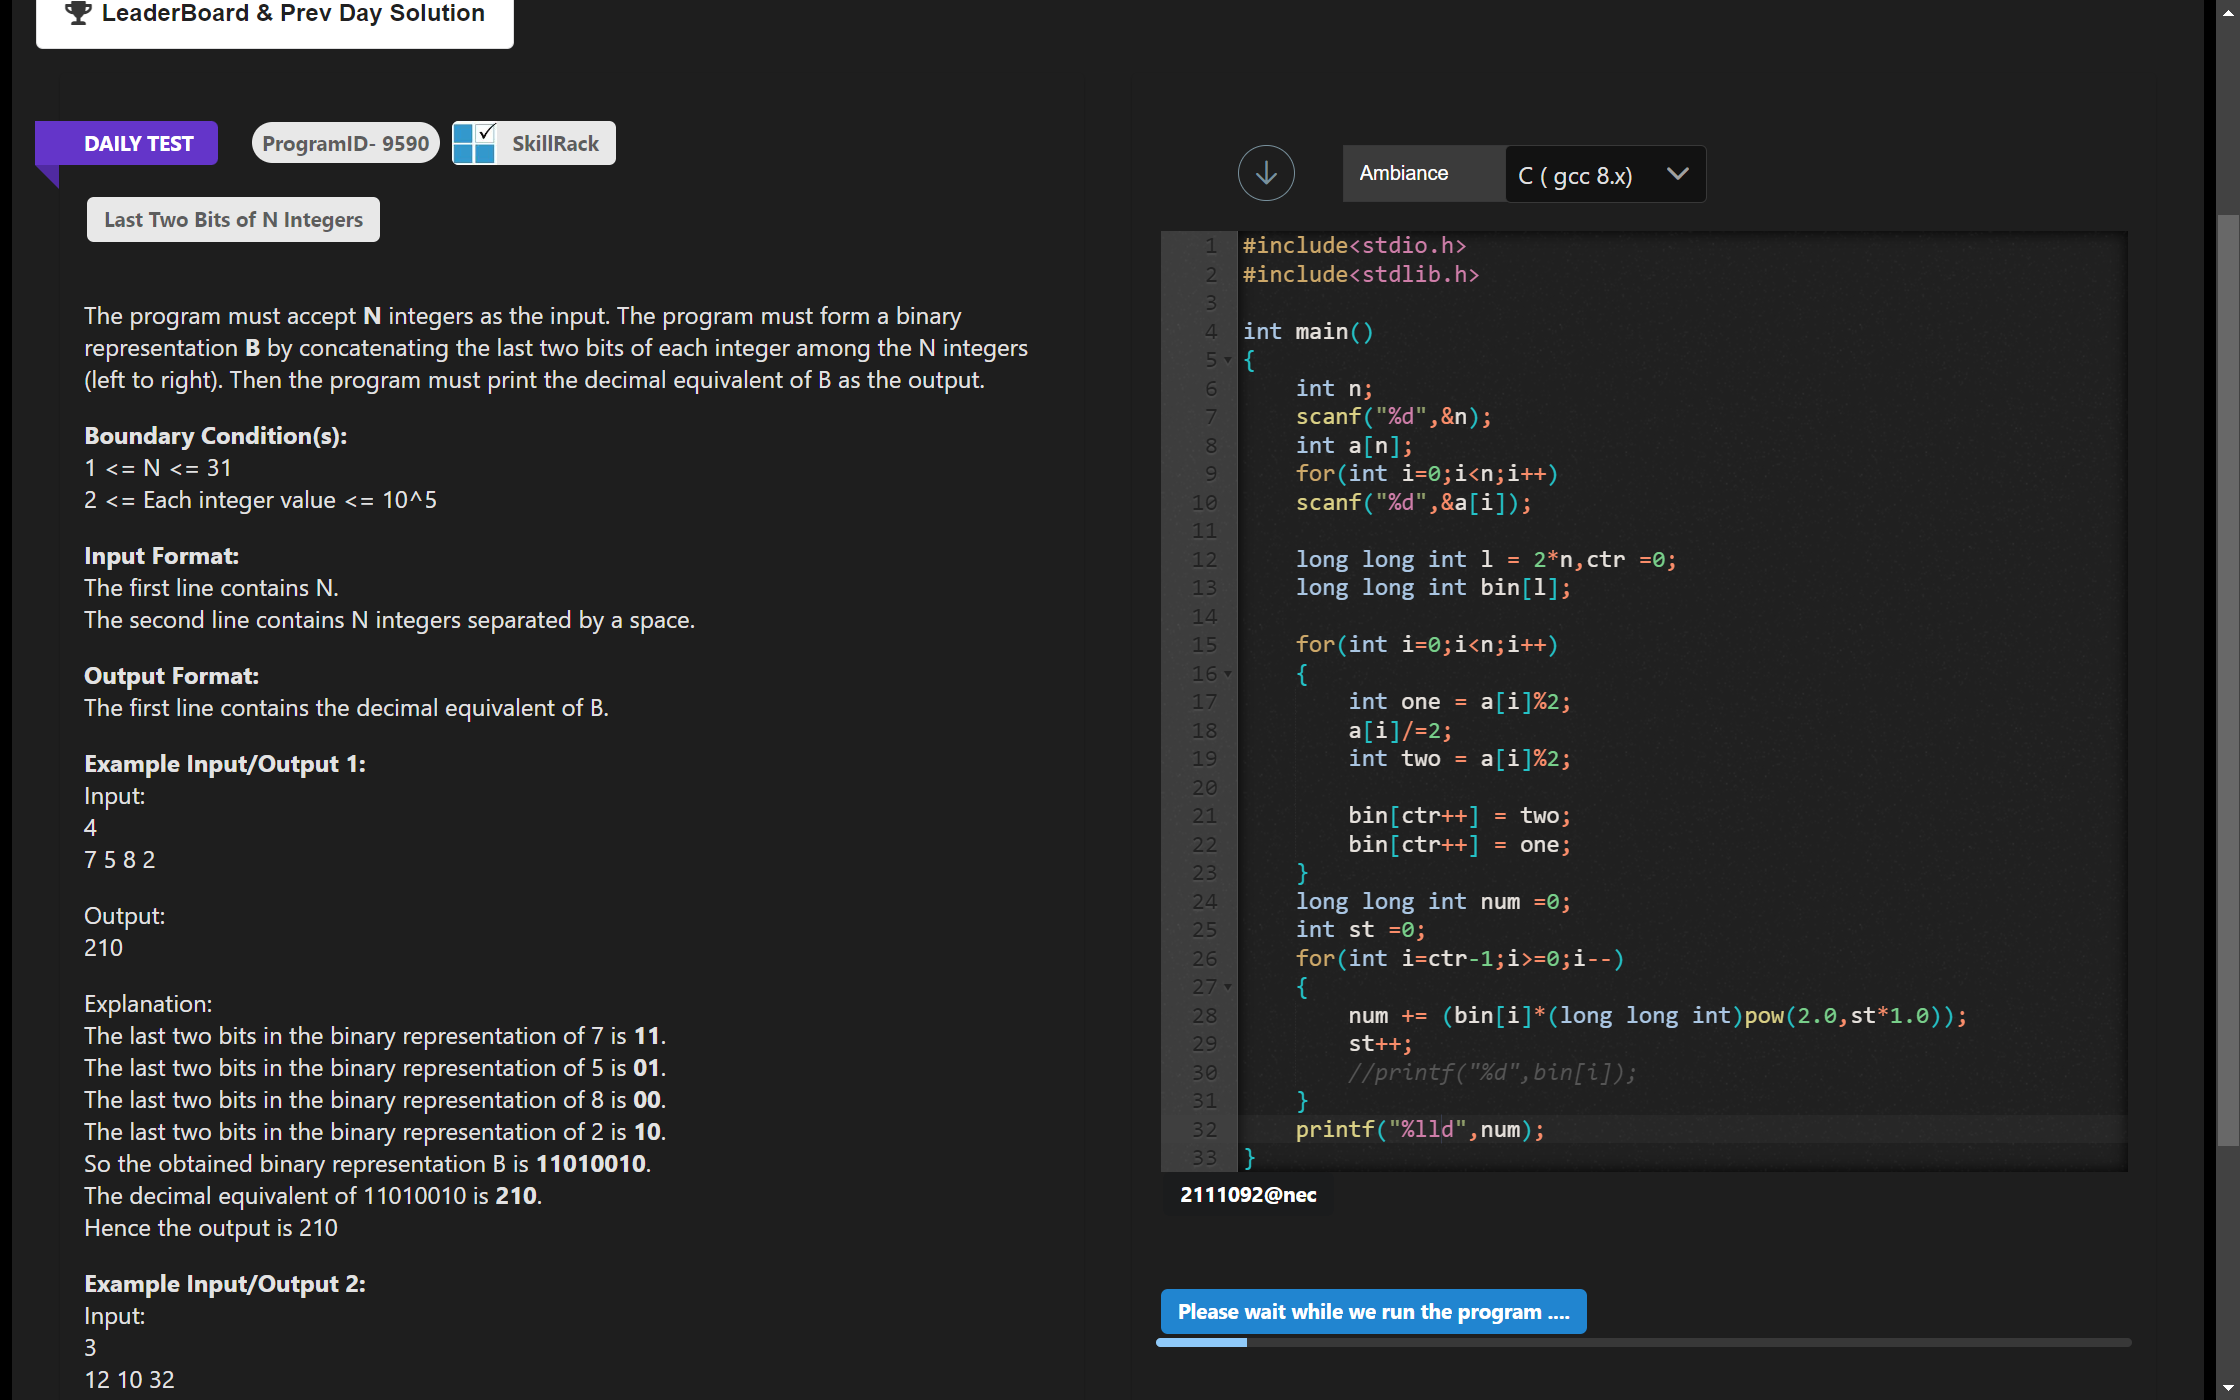 LeaderBoard & Prev Day Solution
DAILY TEST
ProgramID- 9590
SkillRack
Last Two Bits of N Integers
The program must accept N integers as the input. The program must form a binary
representation B by concatenating the last two bits of each integer among the N integers
(left to right). Then the program must print the decimal equivalent of B as the output.
Boundary Condition(s):
1 <= N <= 31
2 <= Each integer value <= 10^5
Input Format:
The first line contains N.
The second line contains N integers separated by a space.
Output Format:
The first line contains the decimal equivalent of B.
Example Input/Output 1:
Input:
4
7 5 8 2
Output:
210
Explanation:
The last two bits in the binary representation of 7 is 11.
The last two bits in the binary representation of 5 is 01.
The last two bits in the binary representation of 8 is 00.
The last two bits in the binary representation of 2 is 10.
So the obtained binary representation B is 11010010.
The decimal equivalent of 11010010 is 210.
Hence the output is 210
Example Input/Output 2:
Input:
3
12 10 32
Ambiance
C ( gcc 8.x)
1 #include<stdio.h>
2 #include<stdlib.h>
3
4 int main()
5 {
6     int n;
7     scanf("%d",&n);
8     int a[n];
9     for(int i=0;i<n;i++)
10     scanf("%d",&a[i]);
11
12     long long int l = 2*n,ctr =0;
13     long long int bin[l];
14
15     for(int i=0;i<n;i++)
16     {
17         int one = a[i]%2;
18         a[i]/=2;
19         int two = a[i]%2;
20
21         bin[ctr++] = two;
22         bin[ctr++] = one;
23     }
24     long long int num =0;
25     int st =0;
26     for(int i=ctr-1;i>=0;i--)
27     {
28         num += (bin[i]*(long long int)pow(2.0,st*1.0));
29         st++;
30         //printf("%d",bin[i]);
31     }
32     printf("%lld",num);
33 }
2111092@nec
Please wait while we run the program ....